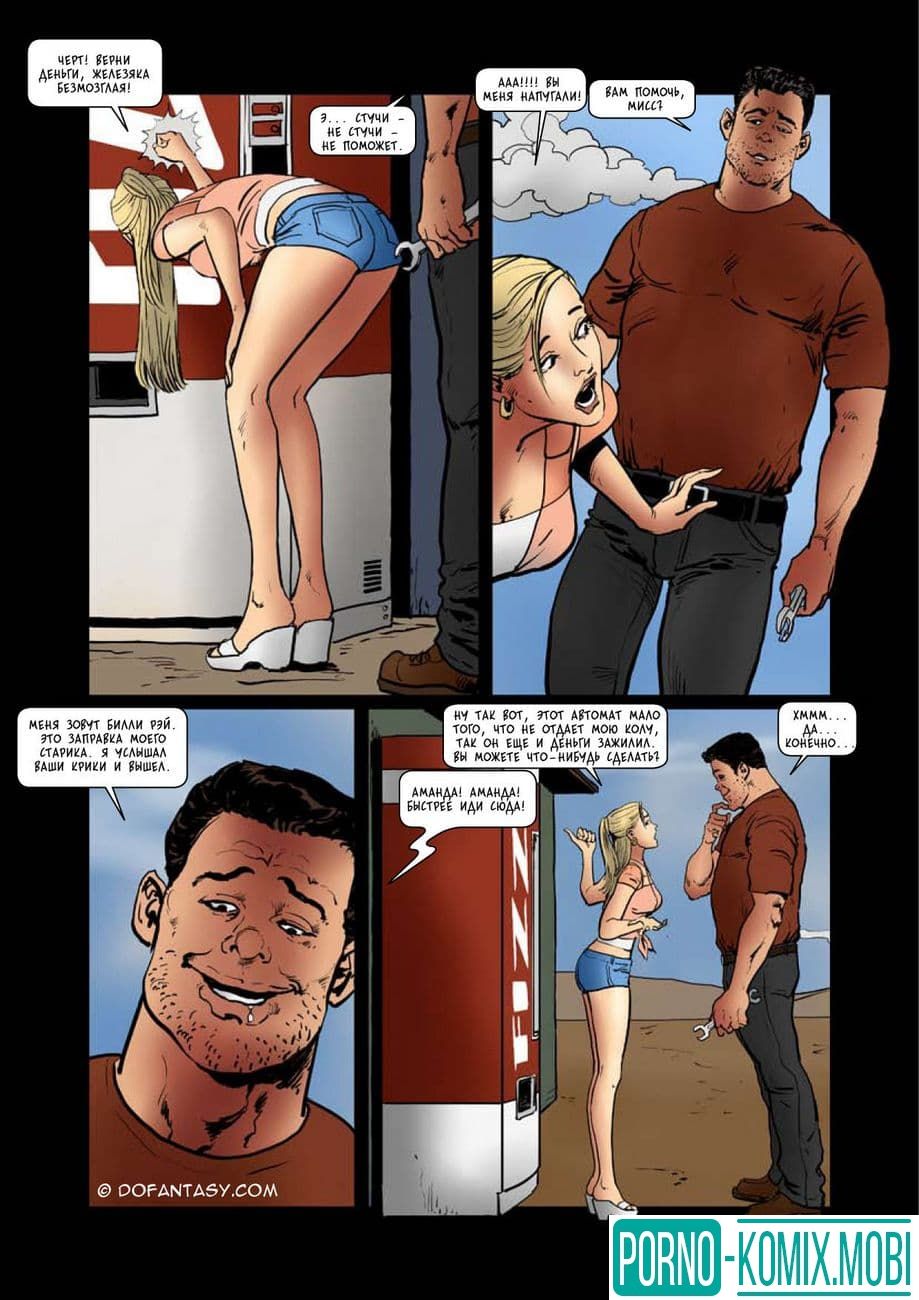 ЧЕРТ! ВЕРНИ
ДЕНЬГИ, ЖЕЛЕЗЯКА
БЕЗМОЗГЛАЯ!
Э... СТУЧИ -
НЕ СТУЧИ -
НЕ ПОМОЖЕТ.
ААА!!!! ВЫ
МЕНЯ НАПУГАЛИ!
ВАМ ПОМОЧЬ,
МИСС?
МЕНЯ ЗОВУТ БИЛЛИ РЭЙ.
ЭТО ЗАПРАВКА МОЕГО
СТАРИКА. Я УСЛЫШАЛ
ВАШИ КРИКИ И ВЫШЕЛ.
НУ ТАК ВОТ, ЭТОТ АВТОМАТ МАЛО
ТОГО, ЧТО НЕ ОТДАЕТ МОЮ КОЛУ,
ТАК ОН ЕЩЕ И ДЕНЬГИ ЗАЖИЛИЛ.
ВЫ МОЖЕТЕ ЧТО-НИБУДЬ СДЕЛАТЬ?
АМАНДА! АМАНДА!
БЫСТРЕЕ ИДИ СЮДА!
ХМММ...
ДА...
КОНЕЧНО...
© DOFANTASY.COM
PORNO-KOMIX.MOBI